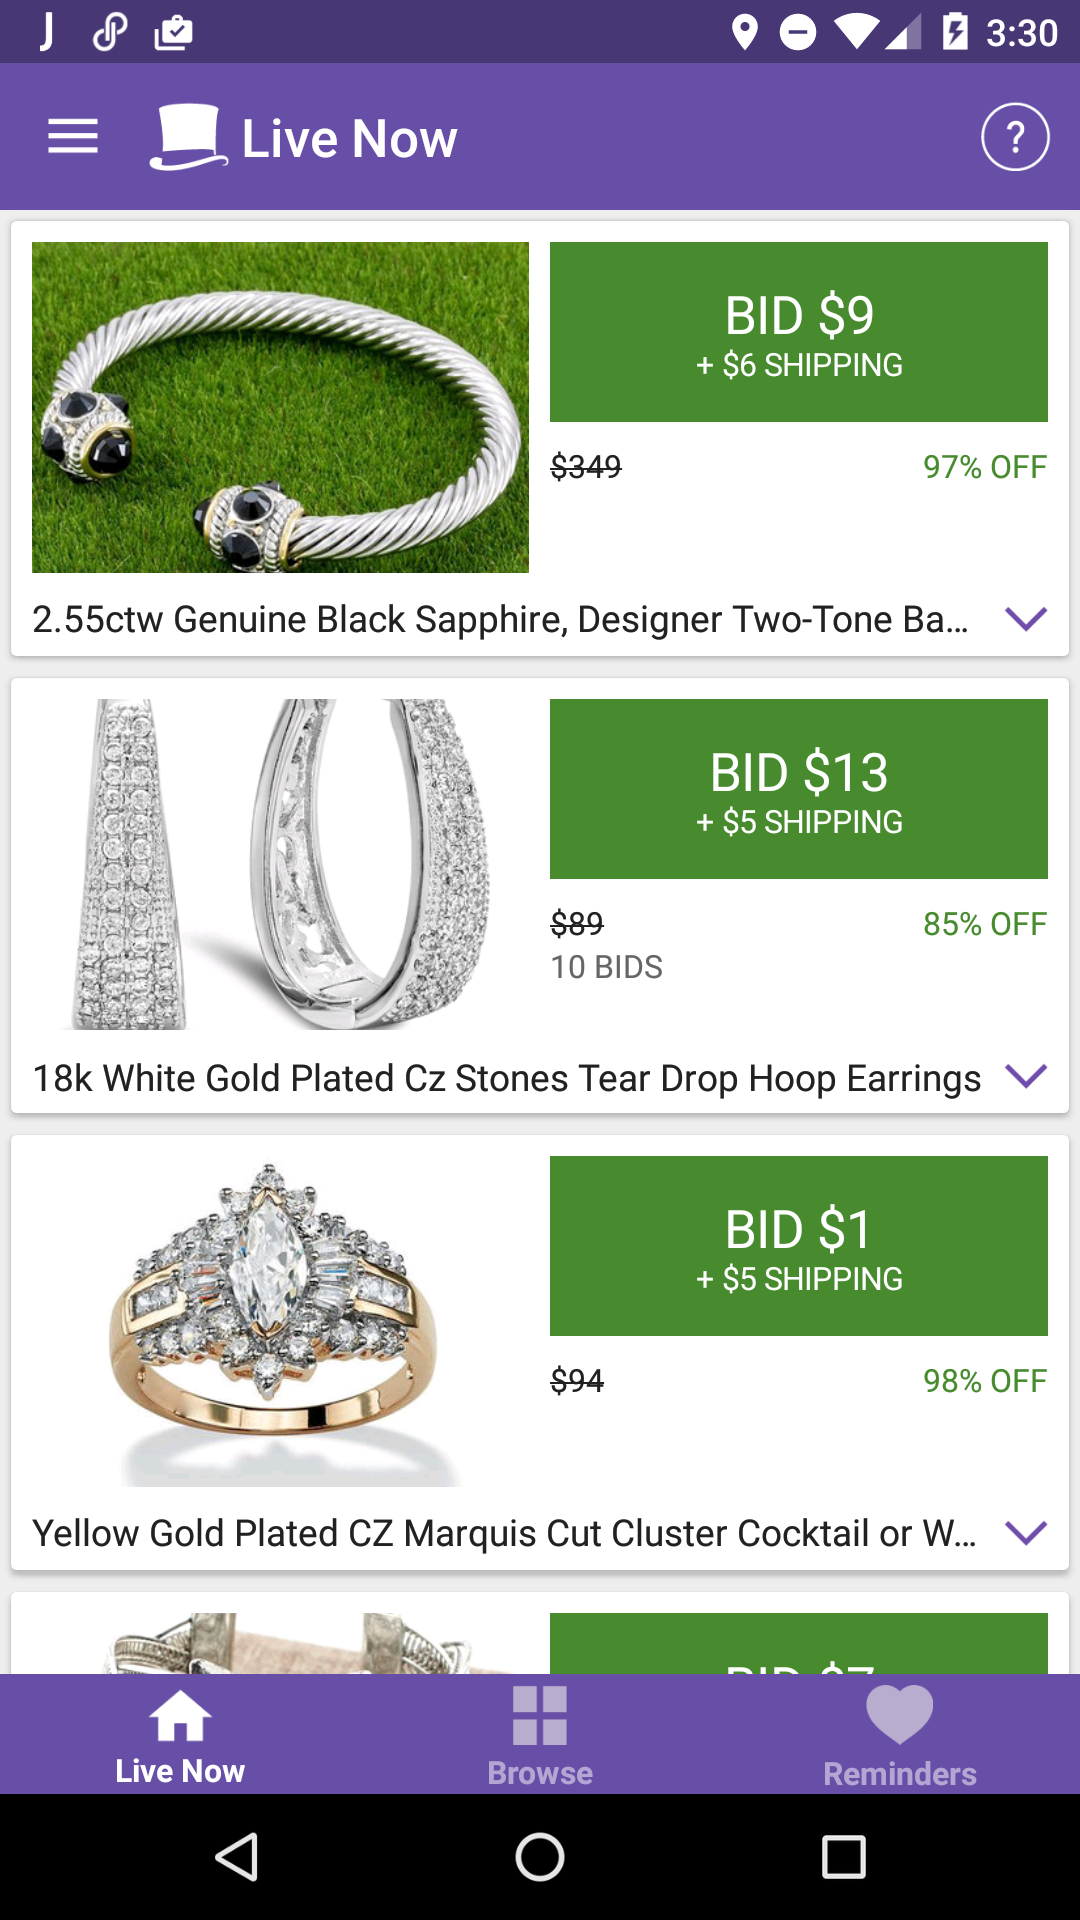 3:30
Live Now
?
BID $9
+ $6 SHIPPING
$349
97% OFF
2.55ctw Genuine Black Sapphire, Designer Two-Tone Ba...
BID $13
+ $5 SHIPPING
$89
85% OFF
10 BIDS
18k White Gold Plated Cz Stones Tear Drop Hoop Earrings
BID $1
+ $5 SHIPPING
$94
98% OFF
Yellow Gold Plated CZ Marquis Cut Cluster Cocktail or W...
BID $7
Live Now
Browse
Reminders